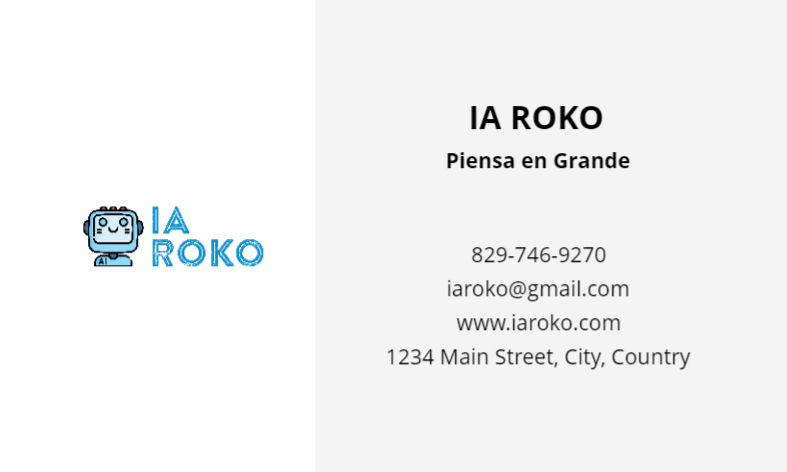 IA
ROKO
AI
IA ROKO
Piensa en Grande
829-746-9270
iaroko@gmail.com
www.iaroko.com
1234 Main Street, City, Country